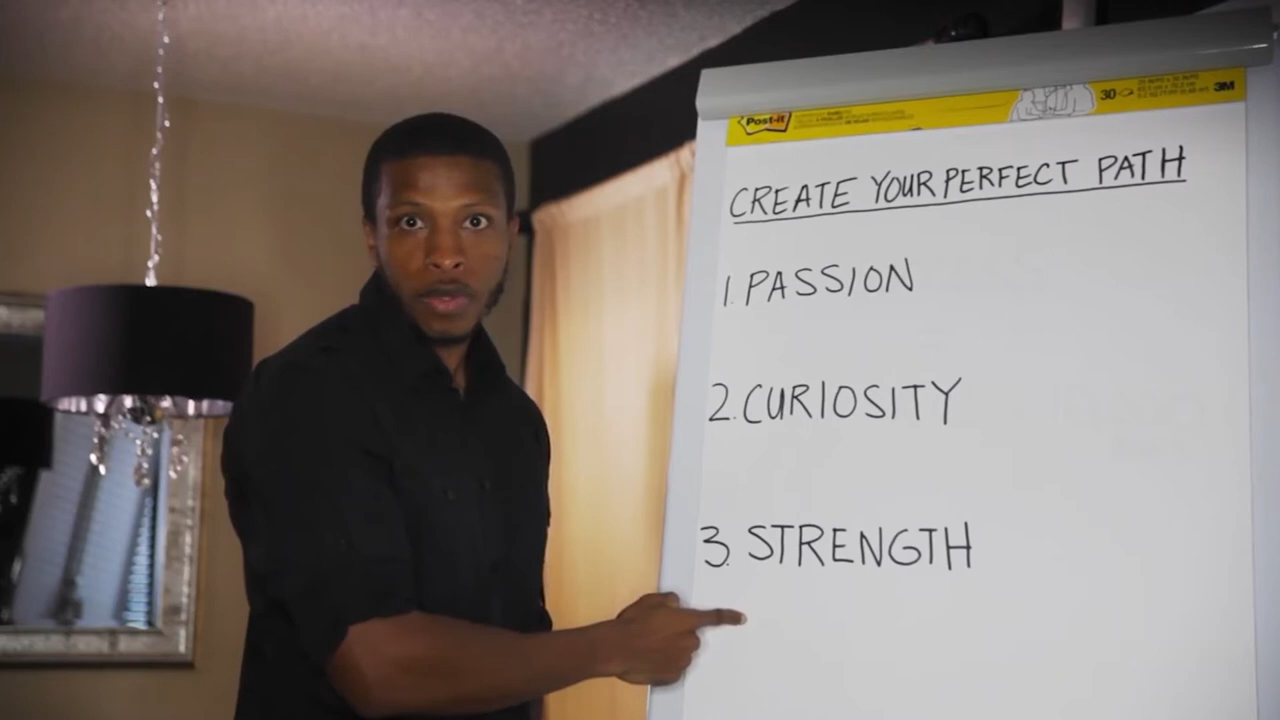 Post-it
30
3M
CREATE YOUR PERFECT PATH
1. PASSION
2. CURIOSITY
3. STRENGTH